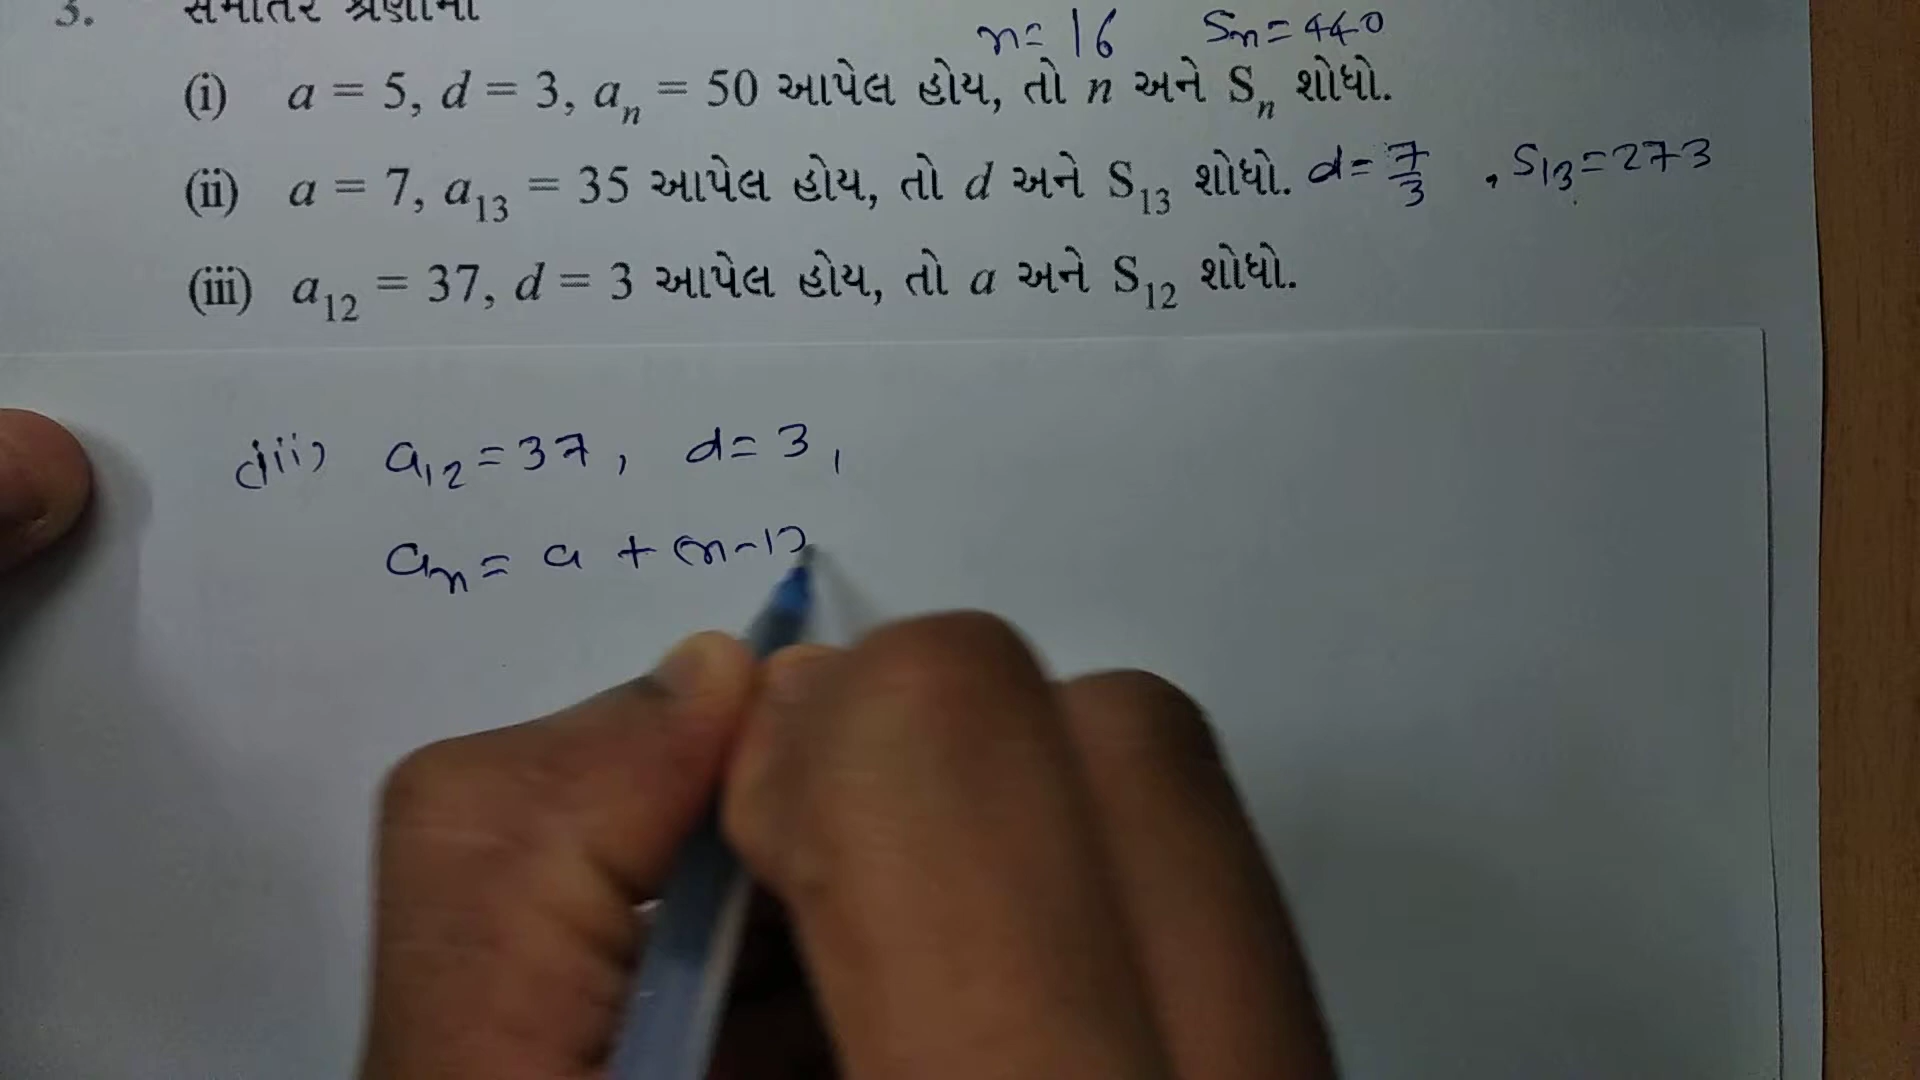 3. સમાંતર શ્રેણીમાં
n = 16 Sn = 440
(i) a = 5, d = 3, an = 50 આપેલ હોય, તો n અને Sn શોધો.
(ii) a = 7, a13 = 35 આપેલ હોય, તો d અને S13 શોધો. d = 7/3 , S13 = 273
(iii) a12 = 37, d = 3 આપેલ હોય, તો a અને S12 શોધો.
(iii) a12 = 37, d = 3,
an = a + (n-1)